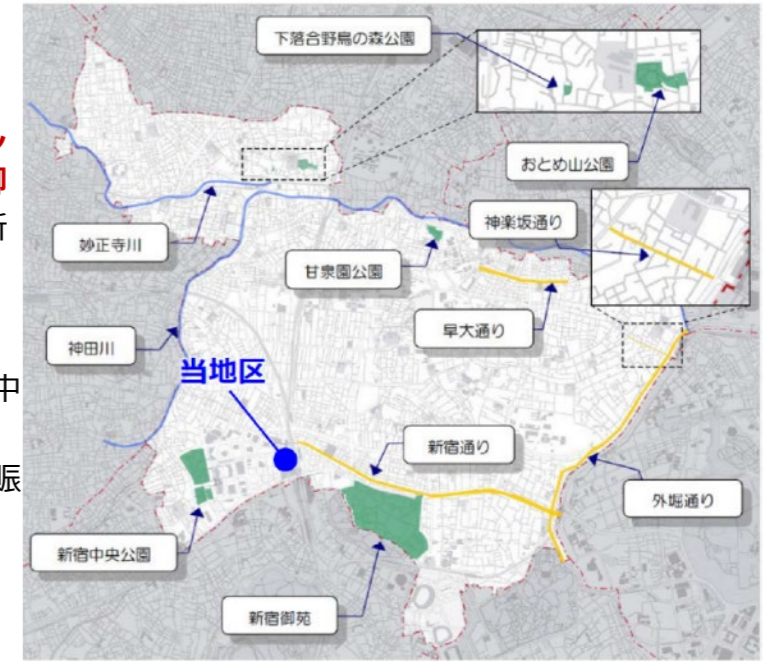 下落合野鳥の森公園
おとめ山公園
神楽坂通り
妙正寺川
甘泉園公園
早大通り
神田川
当地区
中
新宿通り
賑
外堀通り
新宿中央公園
新宿御苑